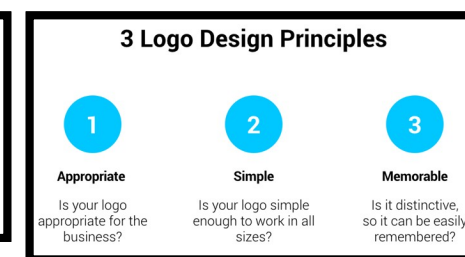 3 Logo Design Principles
1
2
3
Appropriate
Simple
Memorable
Is your logo
appropriate for the
business?
Is your logo simple
enough to work in all
sizes?
Is it distinctive,
so it can be easily
remembered?